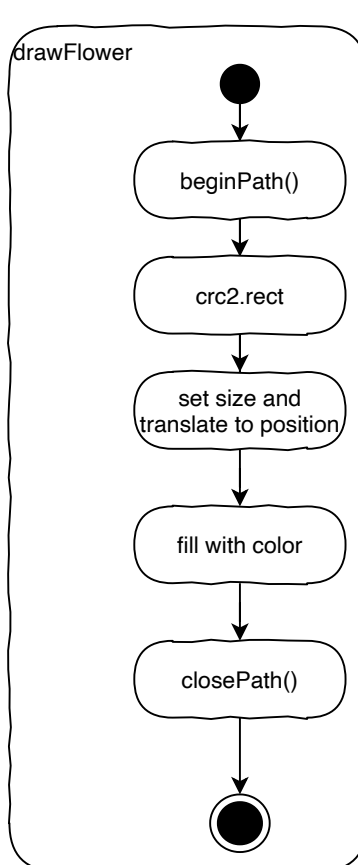 drawFlower
beginPath()
crc2.rect
set size and
translate to position
fill with color
closePath()